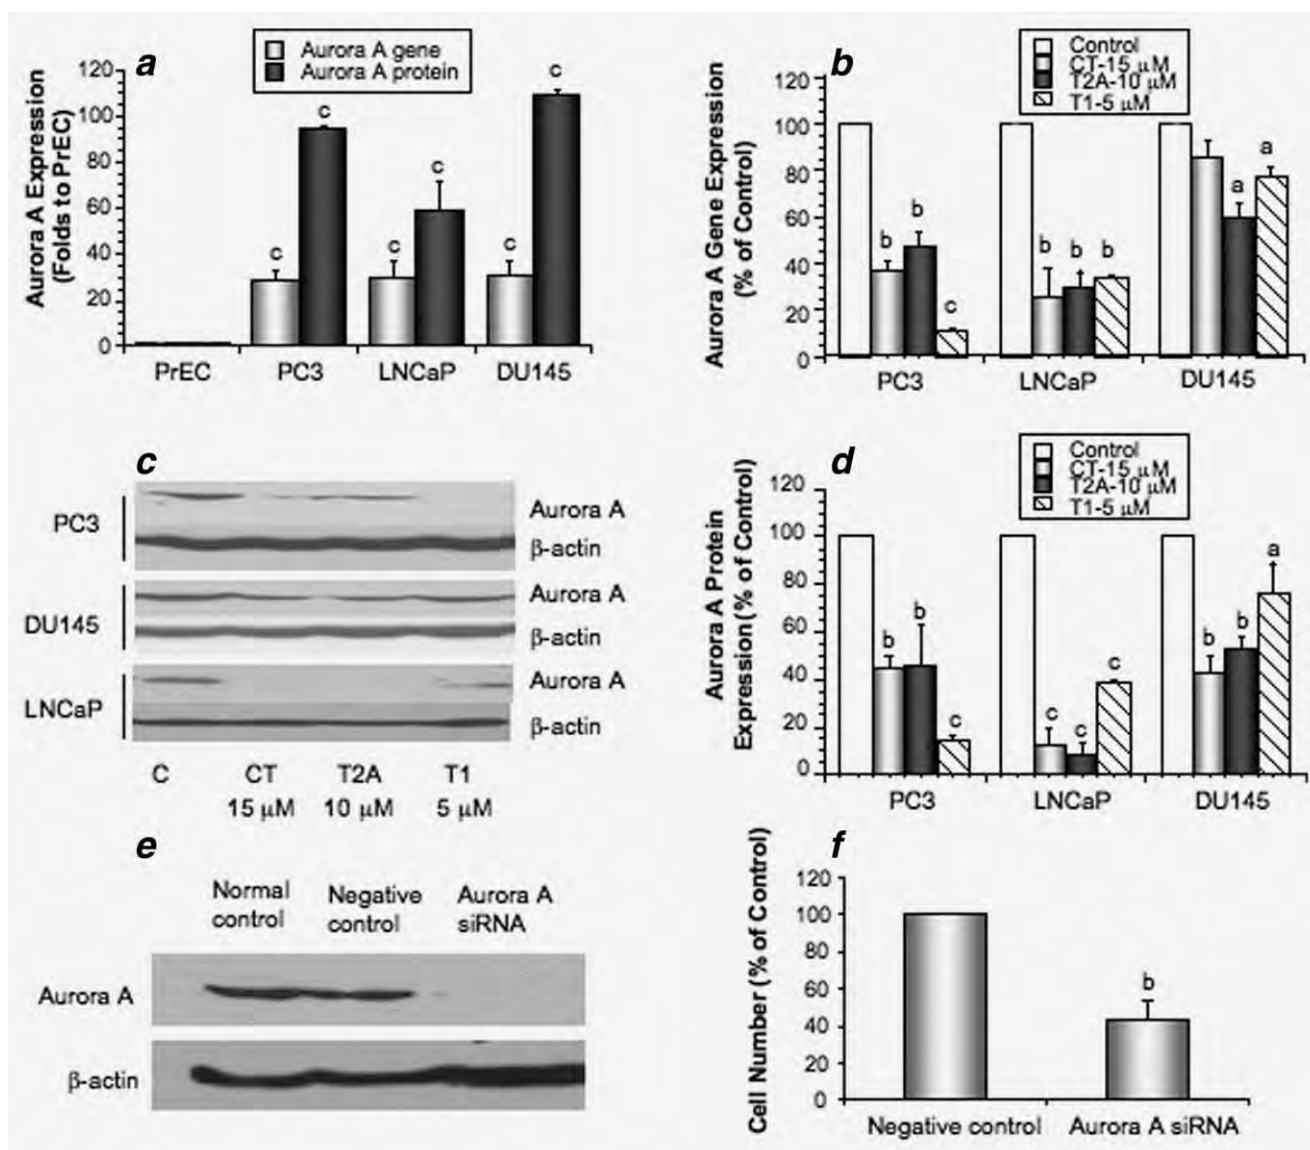 a
Aurora A gene
Aurora A protein
Aurora A Expression
(Folds to PrEC)
120
100
80
60
40
20
0
c
c
c
c
c
c
PrEC
PC3
LNCaP
DU145
b
Control
CT-15 μM
T2A-10 μM
T1-5 μM
Aurora A Gene Expression
(% of Control)
120
100
80
60
40
20
0
b
b
c
b
b
b
a
a
PC3
LNCaP
DU145
c
PC3
Aurora A
β-actin
DU145
Aurora A
β-actin
LNCaP
Aurora A
β-actin
C
CT
T2A
T1
15 μM
10 μM
5 μM
d
Control
CT-15 μM
T2A-10 μM
T1-5 μM
Aurora A Protein
Expression (% of Control)
120
100
80
60
40
20
0
b
b
c
c
c
c
b
b
a
PC3
LNCaP
DU145
e
Normal
control
Negative
control
Aurora A
siRNA
Aurora A
β-actin
f
Cell Number (% of Control)
120
100
80
60
40
20
0
b
Negative control
Aurora A siRNA